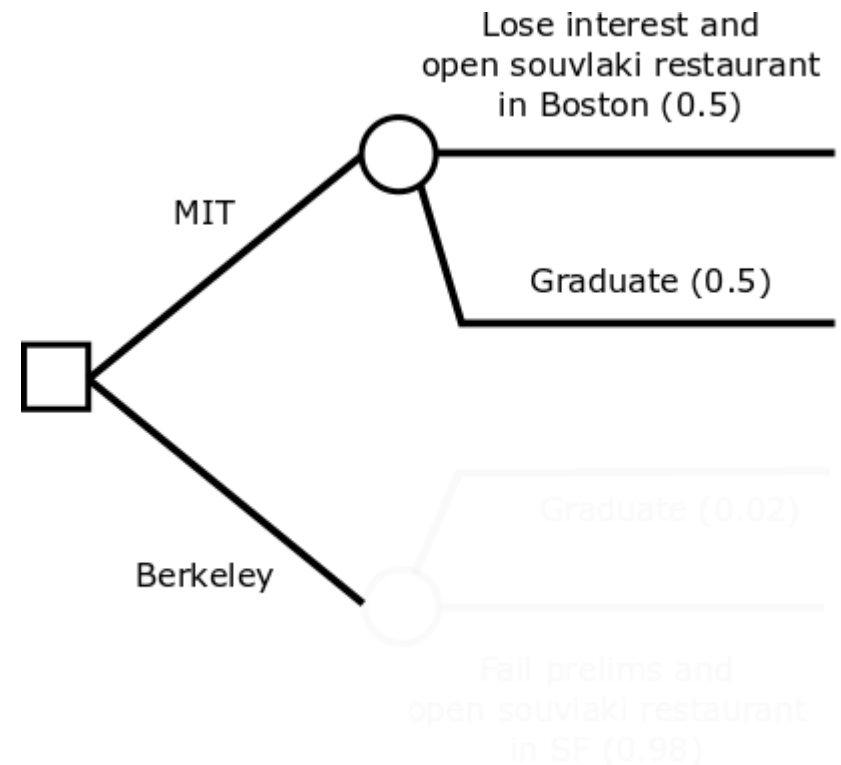 Lose interest and
open souvlaki restaurant
in Boston (0.5)
MIT
Graduate (0.5)
Graduate (0.02)
Berkeley
Fail prelims and
open souvlaki restaurant
in SF (0.98)